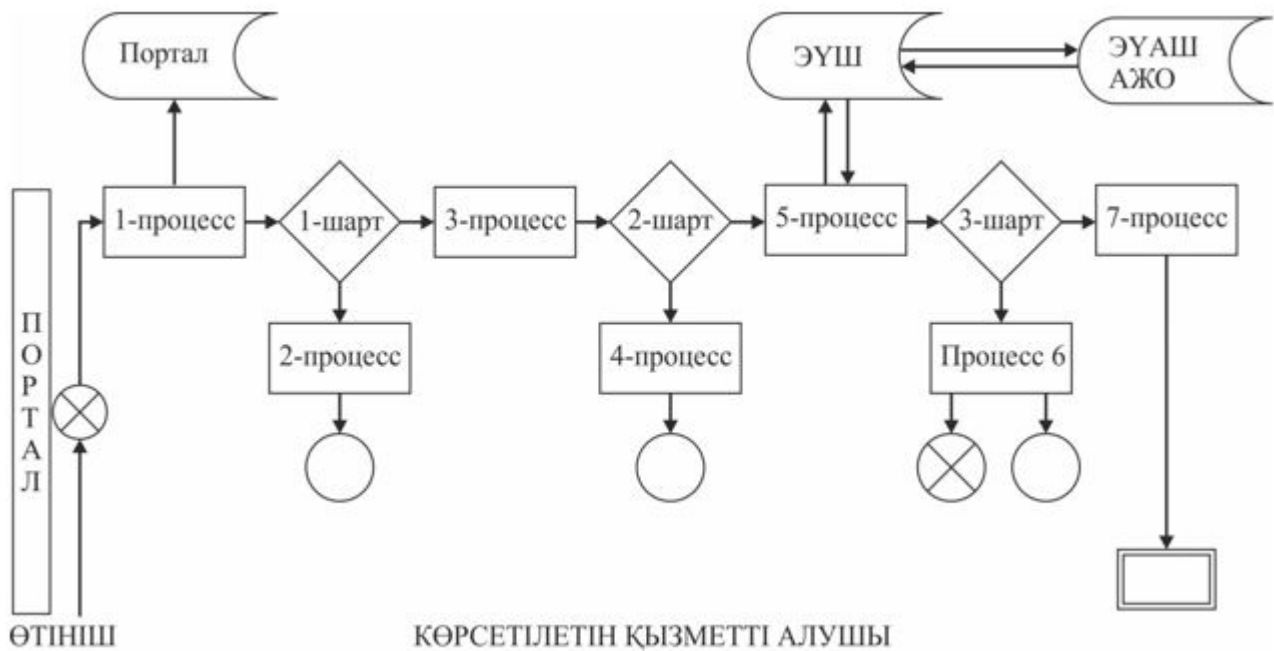 Портал
ЭҮШ
ЭҮАШ
АЖО
1-процесс
1-шарт
3-процесс
2-шарт
5-процесс
3-шарт
7-процесс
2-процесс
4-процесс
Процесс 6
ПОРТАЛ
ӨТІНІШ
КӨРСЕТІЛЕТІН ҚЫЗМЕТТІ АЛУШЫ